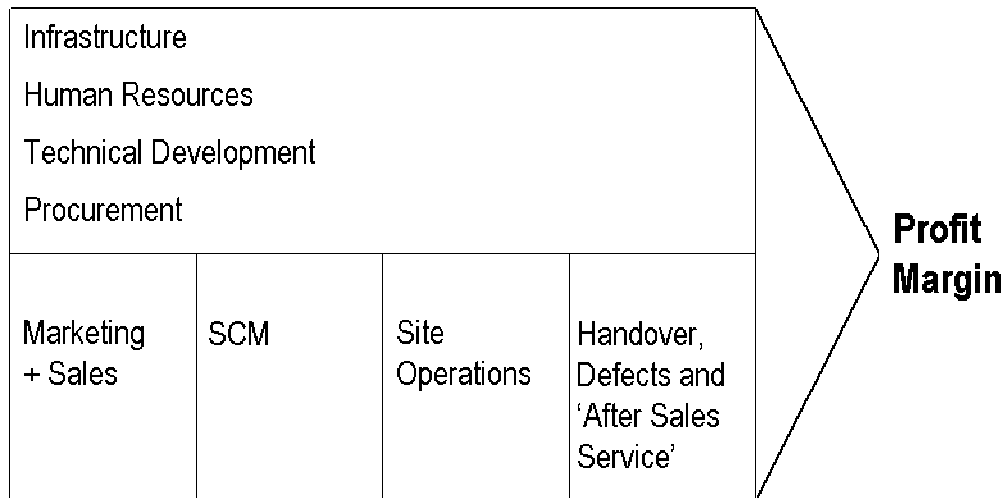 Infrastructure
Human Resources
Technical Development
Procurement
Marketing
+ Sales
SCM
Site
Operations
Handover,
Defects and
‘After Sales
Service’
Profit
Margin